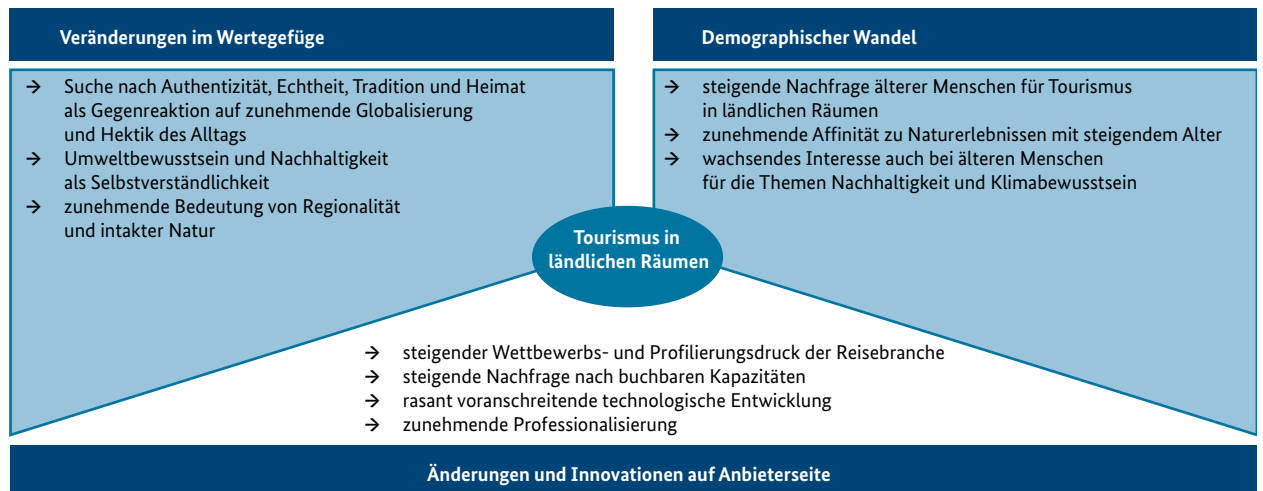 Veränderungen im Wertegefüge
→ Suche nach Authentizität, Echtheit, Tradition und Heimat
als Gegenreaktion auf zunehmende Globalisierung
und Hektik des Alltags
→ Umweltbewusstsein und Nachhaltigkeit
als Selbstverständlichkeit
→ zunehmende Bedeutung von Regionalität
und intakter Natur
Demographischer Wandel
→ steigende Nachfrage älterer Menschen für Tourismus
in ländlichen Räumen
→ zunehmende Affinität zu Naturerlebnissen mit steigendem Alter
→ wachsendes Interesse auch bei älteren Menschen
für die Themen Nachhaltigkeit und Klimabewusstsein
Tourismus in
ländlichen Räumen
→ steigender Wettbewerbs- und Profilierungsdruck der Reisebranche
→ steigende Nachfrage nach buchbaren Kapazitäten
→ rasant voranschreitende technologische Entwicklung
→ zunehmende Professionalisierung
Änderungen und Innovationen auf Anbieterseite